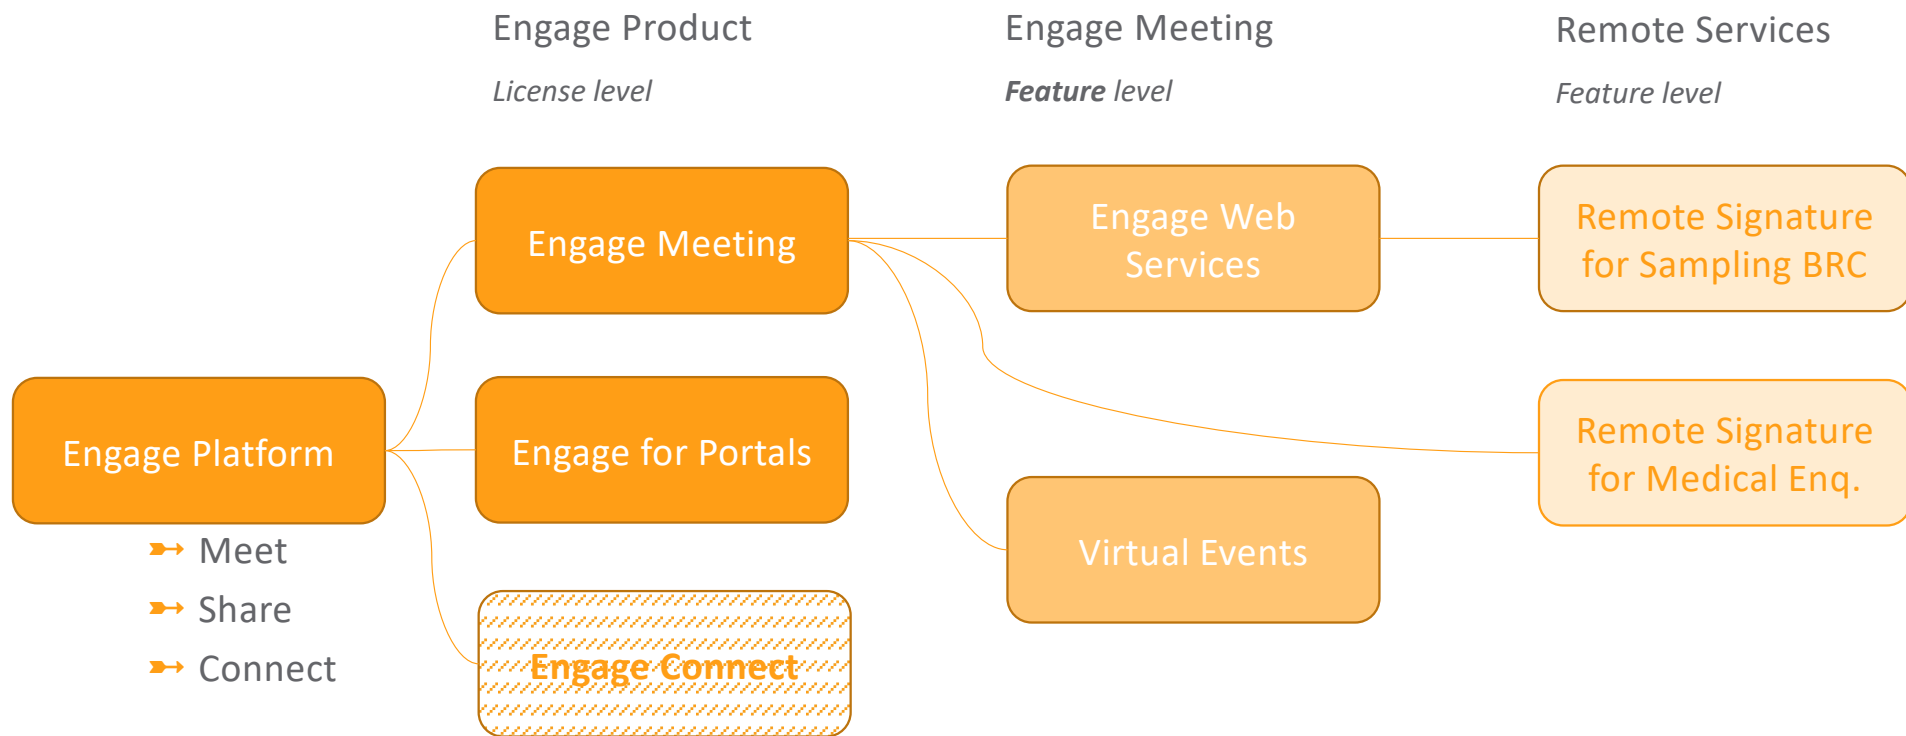 Engage Product
License level
Engage Meeting
Feature level
Remote Services
Feature level
Engage Platform
Meet
Share
Connect
Engage Meeting
Engage for Portals
Engage Connect
Engage Web
Services
Virtual Events
Remote Signature
for Sampling BRC
Remote Signature
for Medical Enq.